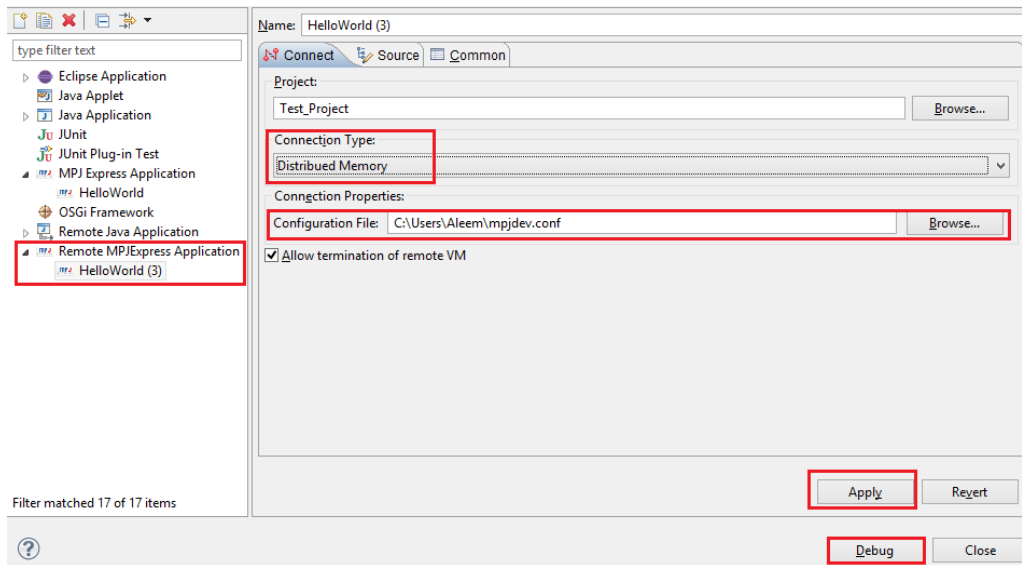 Name: HelloWorld (3)
type filter text
Connect Source Common
Eclipse Application
Java Applet
Java Application
JUnit
JUnit Plug-in Test
MPJ Express Application
HelloWorld
OSGi Framework
Remote Java Application
Remote MPJExpress Application
HelloWorld (3)
Project:
Test_Project Browse...
Connection Type:
Distribued Memory
Connection Properties:
Configuration File: C:\Users\Aleem\mpjdev.conf Browse...
Allow termination of remote VM
Filter matched 17 of 17 items
Apply Revert
Debug Close